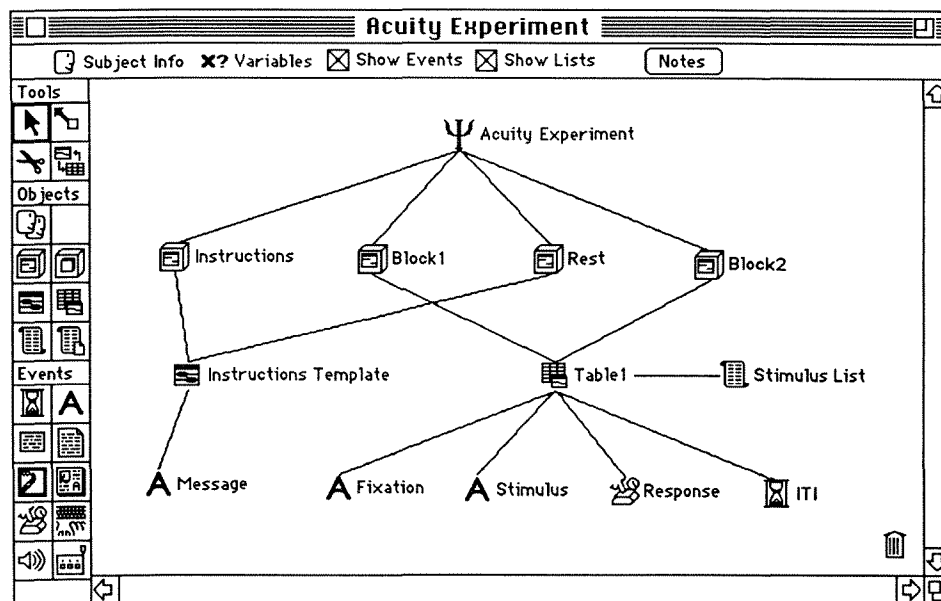 Acuity Experiment
Subject Info X? Variables Show Events Show Lists Notes
Tools
Acuity Experiment
Objects
Instructions Block1 Rest Block2
Instructions Template Table1 Stimulus List
Events
Message Fixation Stimulus Response ITI